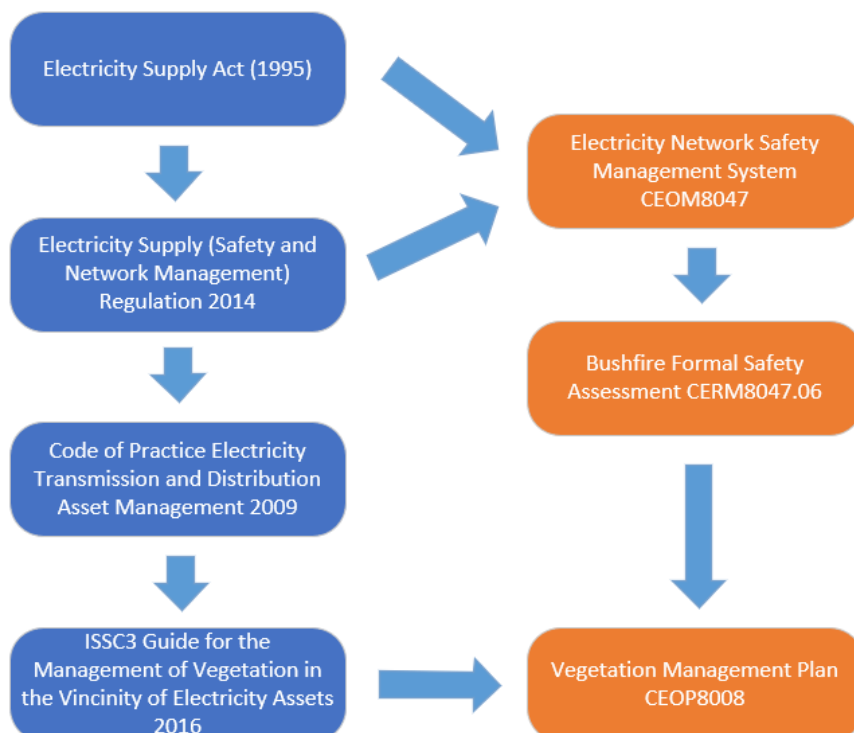 Electricity Supply Act (1995)
Electricity Network Safety
Management System
CEOM8047
Electricity Supply (Safety and
Network Management)
Regulation 2014
Bushfire Formal Safety
Assessment CERM8047.06
Code of Practice Electricity
Transmission and Distribution
Asset Management 2009
ISSC3 Guide for the
Management of Vegetation in
the Vincinity of Electricity Assets
2016
Vegetation Management Plan
CEOP8008